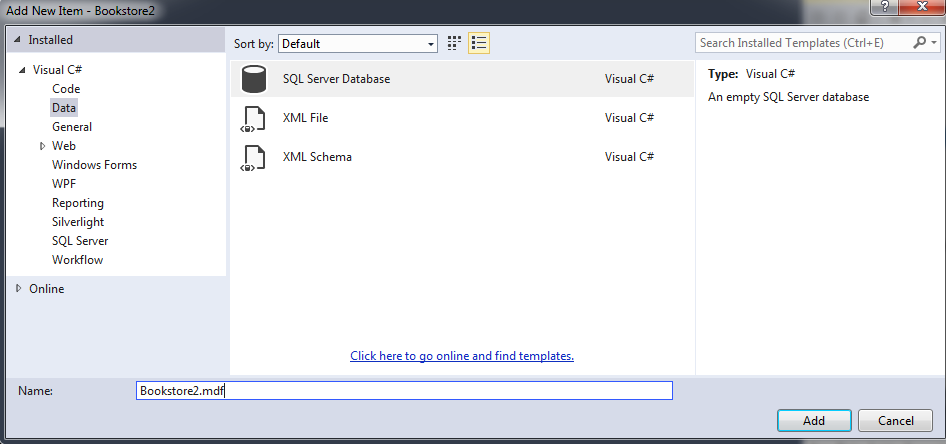 Add New Item - Bookstore2
?
Installed
Sort by: Default
Search Installed Templates (Ctrl+E)
Visual C#
Code
Data
General
Web
Windows Forms
WPF
Reporting
Silverlight
SQL Server
Workflow
Online
SQL Server Database Visual C#
XML File Visual C#
XML Schema Visual C#
Type: Visual C#
An empty SQL Server database
Click here to go online and find templates.
Name: Bookstore2.mdf
Add Cancel